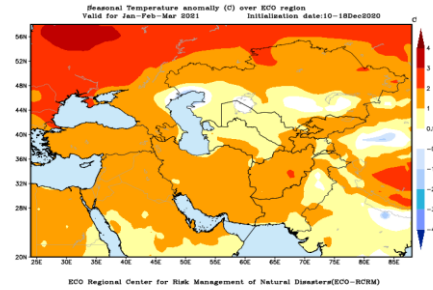 Seasonal Temperature anomaly (C) over ECO region
Valid for Jan-Feb-Mar 2021 Initialization date:10-18Dec2020
C
56N
52N
48N
44N
40N
36N
32N
28N
24N
20N
4
3
2
1
25E 30E 35E 40E 45E 50E 55E 60E 65E 70E 75E 80E 85E
ECO Regional Center for Risk Management of Natural Disasters(ECO-RCRM)